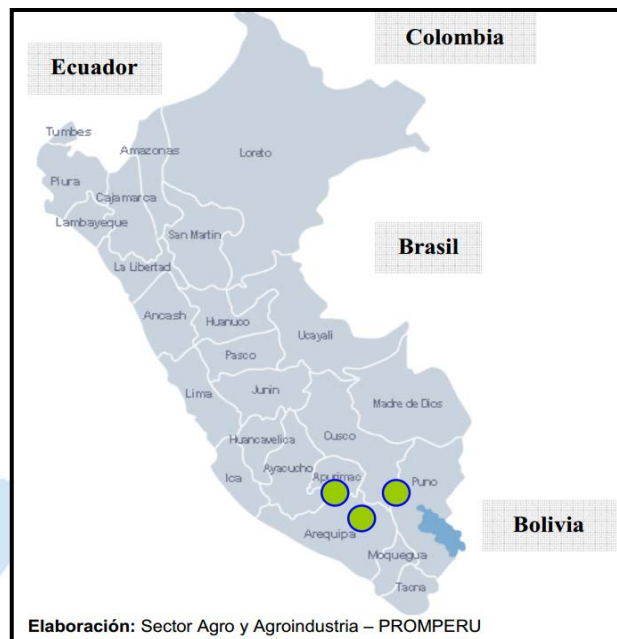 Colombia
Ecuador
Tumbes
Amazonas
Loreto
Piura
Cajamarca
Lambayeque
San Martin
Brasil
La Libertad
Ancash
Huanuco
Ucayali
Pasco
Lima
Junin
Madre de Dios
Cusco
Huancavelica
Ayacucho
Apurimac
Ica
Puno
Bolivia
Arequipa
Moquegua
Tacna
Elaboración: Sector Agro y Agroindustria – PROMPERU